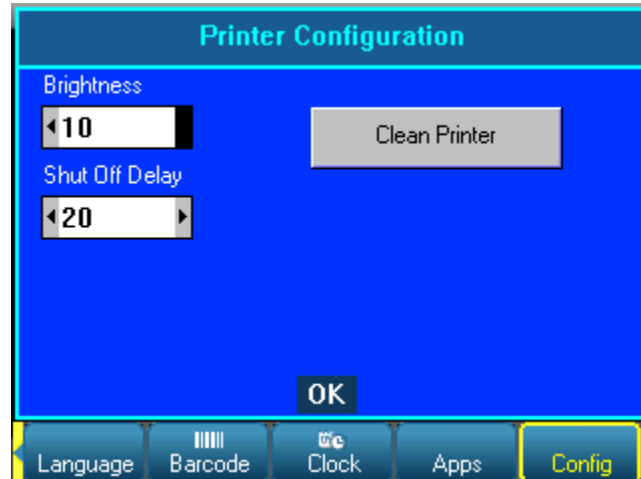 Printer Configuration
Brightness
10
Clean Printer
Shut Off Delay
20
OK
Language Barcode Clock Apps Config